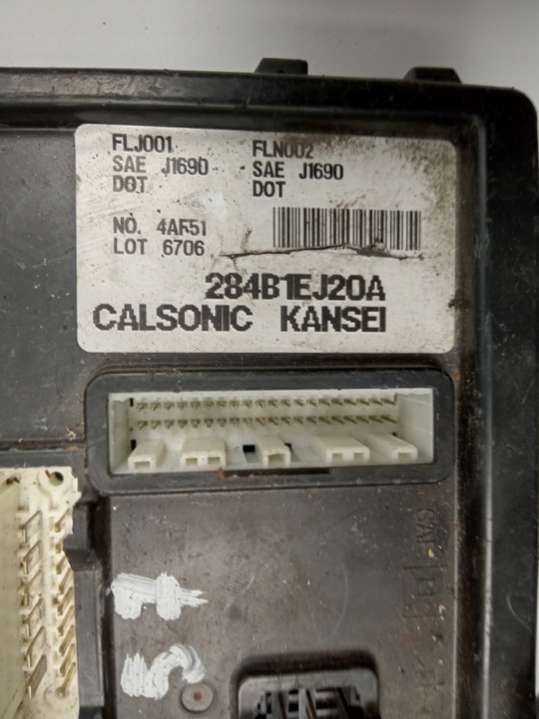 FLJ001 FLN002
SAE J1690 SAE J1690
DOT DOT
NO. 4AF51
LOT 6706
284B1EJ20A
CALSONIC KANSEI